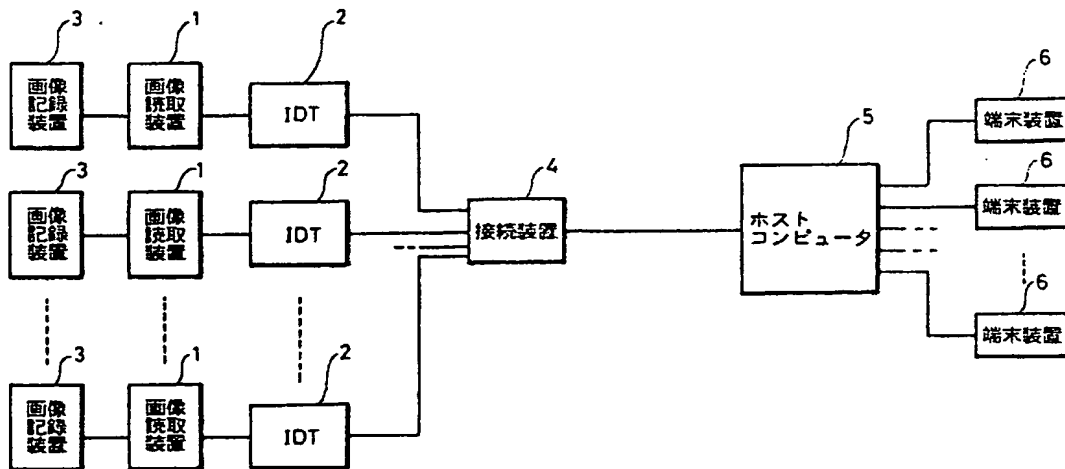 3
1
2
画像
記録
装置
画像
読取
装置
IDT
6
端末装置
5
3
1
2
4
6
画像
記録
装置
画像
読取
装置
IDT
接続装置
ホスト
コンピュータ
端末装置
6
端末装置
3
1
2
画像
記録
装置
画像
読取
装置
IDT